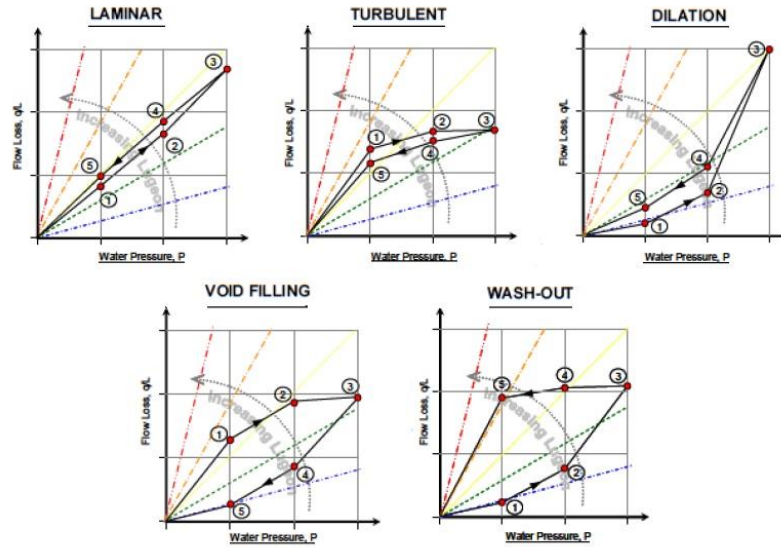 LAMINAR
Flow Loss, q/L
Increasing Lugeon
1
2
3
4
5
Water Pressure, P
TURBULENT
Flow Loss, q/L
Increasing Lugeon
1
2
3
4
5
Water Pressure, P
DILATION
Flow Loss, q/L
Increasing Lugeon
1
2
3
4
5
Water Pressure, P
VOID FILLING
Flow Loss, q/L
Increasing Lugeon
1
2
3
4
5
Water Pressure, P
WASH-OUT
Flow Loss, q/L
Increasing Lugeon
1
2
3
4
5
Water Pressure, P